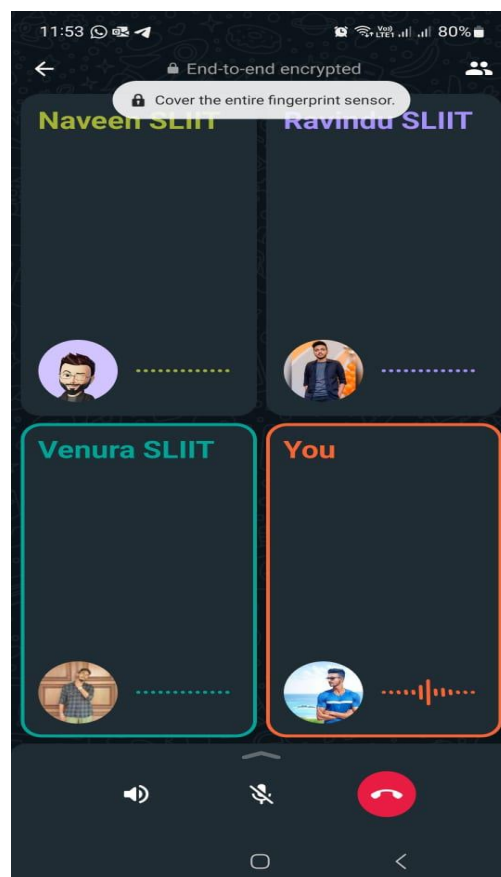 11:53 80%
End-to-end encrypted
Cover the entire fingerprint sensor.
Naveen SLIIT Ravindu SLIIT
Venura SLIIT You